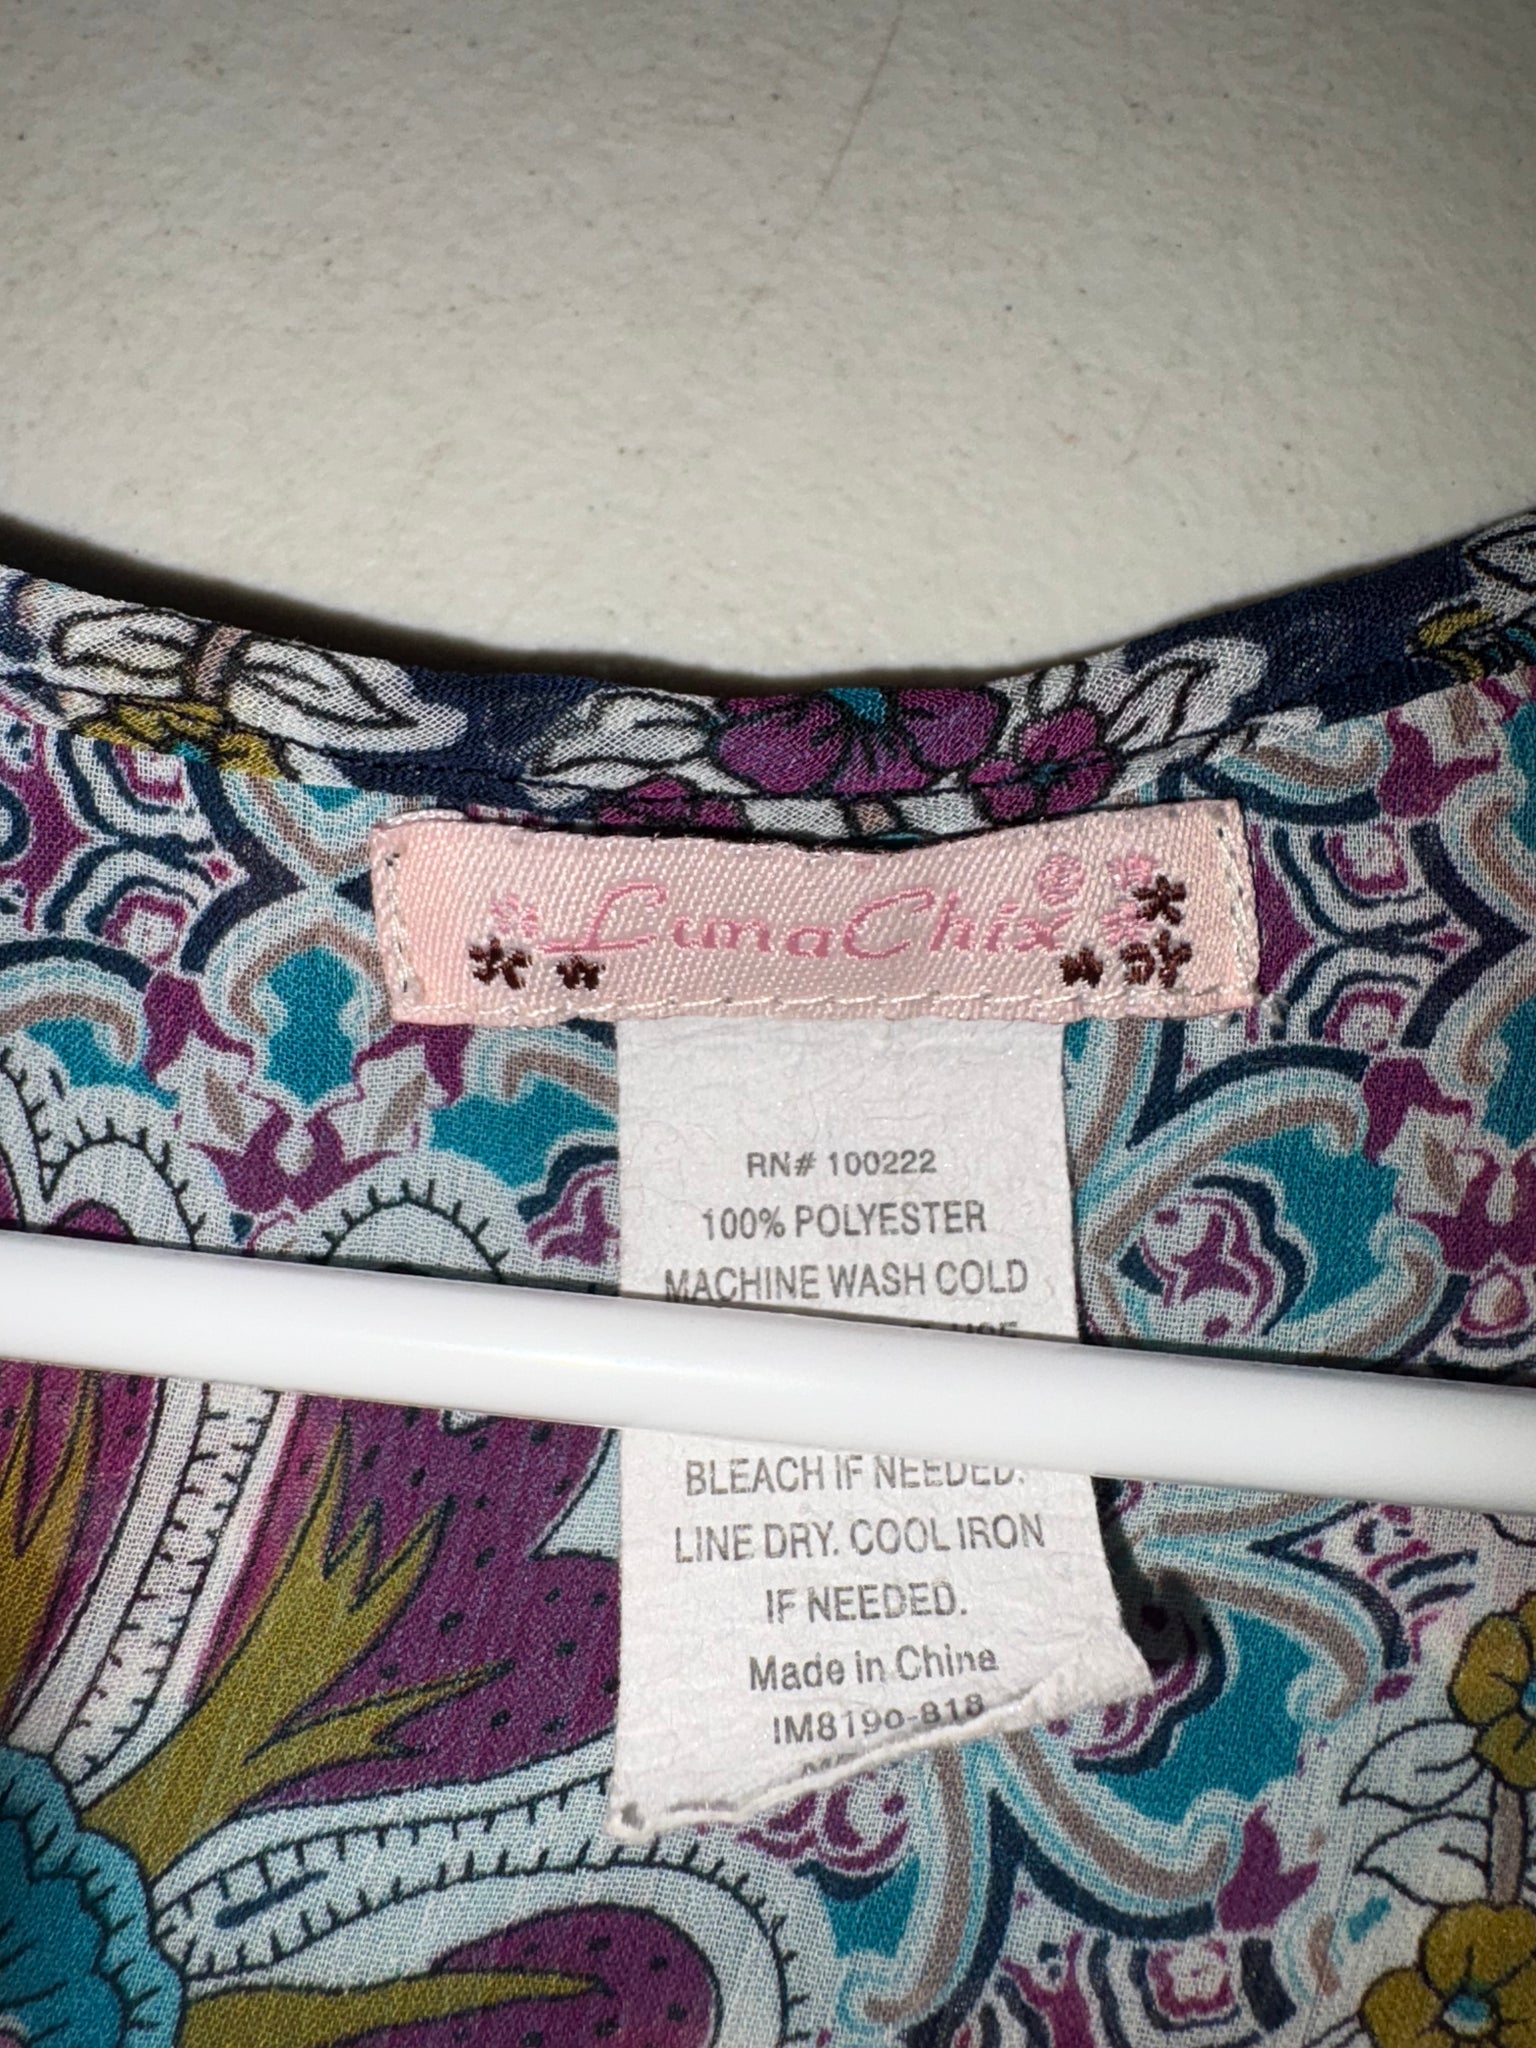 LunaChix
RN# 100222
100% POLYESTER
MACHINE WASH COLD
BLEACH IF NEEDED.
LINE DRY. COOL IRON
IF NEEDED.
Made in China
IM8190-818